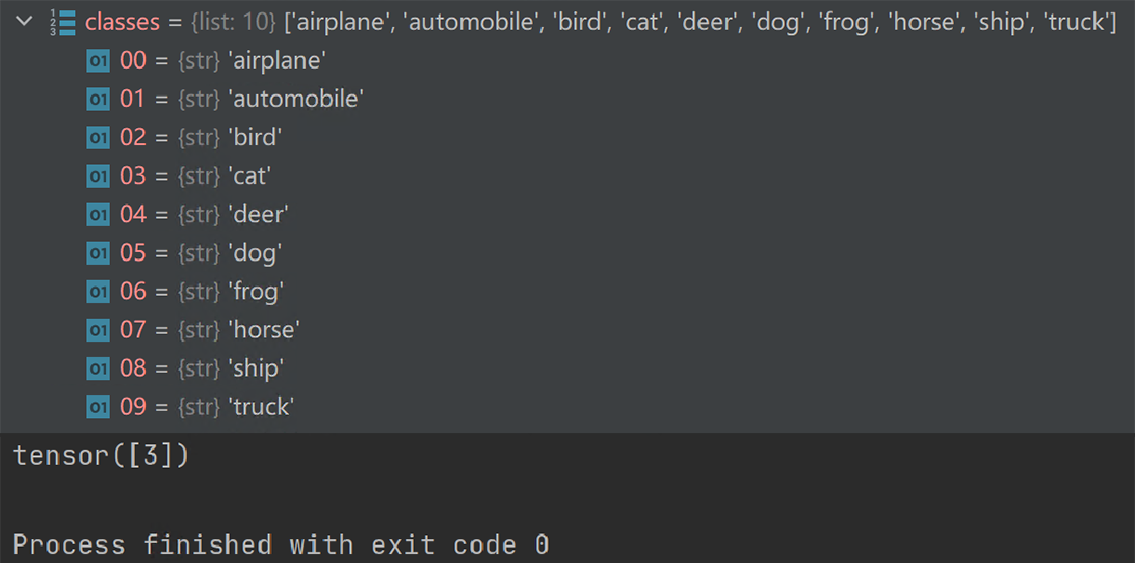 classes = {list: 10} ['airplane', 'automobile', 'bird', 'cat', 'deer', 'dog', 'frog', 'horse', 'ship', 'truck']
01 00 = {str} 'airplane'
01 01 = {str} 'automobile'
01 02 = {str} 'bird'
01 03 = {str} 'cat'
01 04 = {str} 'deer'
01 05 = {str} 'dog'
01 06 = {str} 'frog'
01 07 = {str} 'horse'
01 08 = {str} 'ship'
01 09 = {str} 'truck'
tensor([3])
Process finished with exit code 0